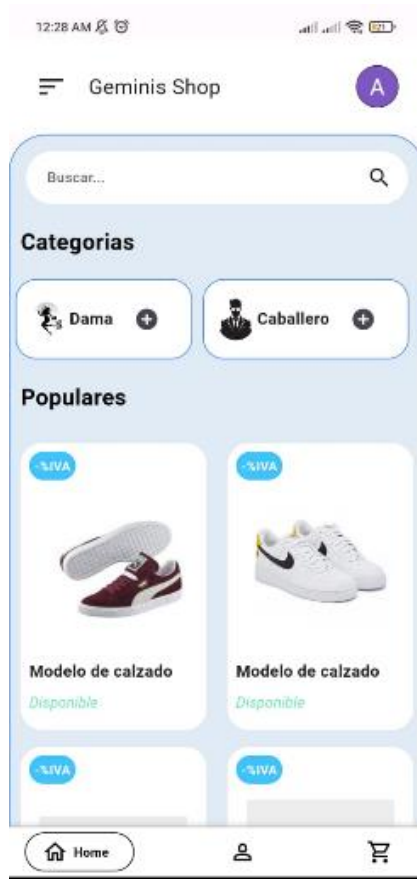 12:28 AM
Geminis Shop
A
Buscar...
Categorias
Dama
Caballero
Populares
-%IVA
-%IVA
Modelo de calzado
Modelo de calzado
Disponible
Disponible
-%IVA
-%IVA
Home